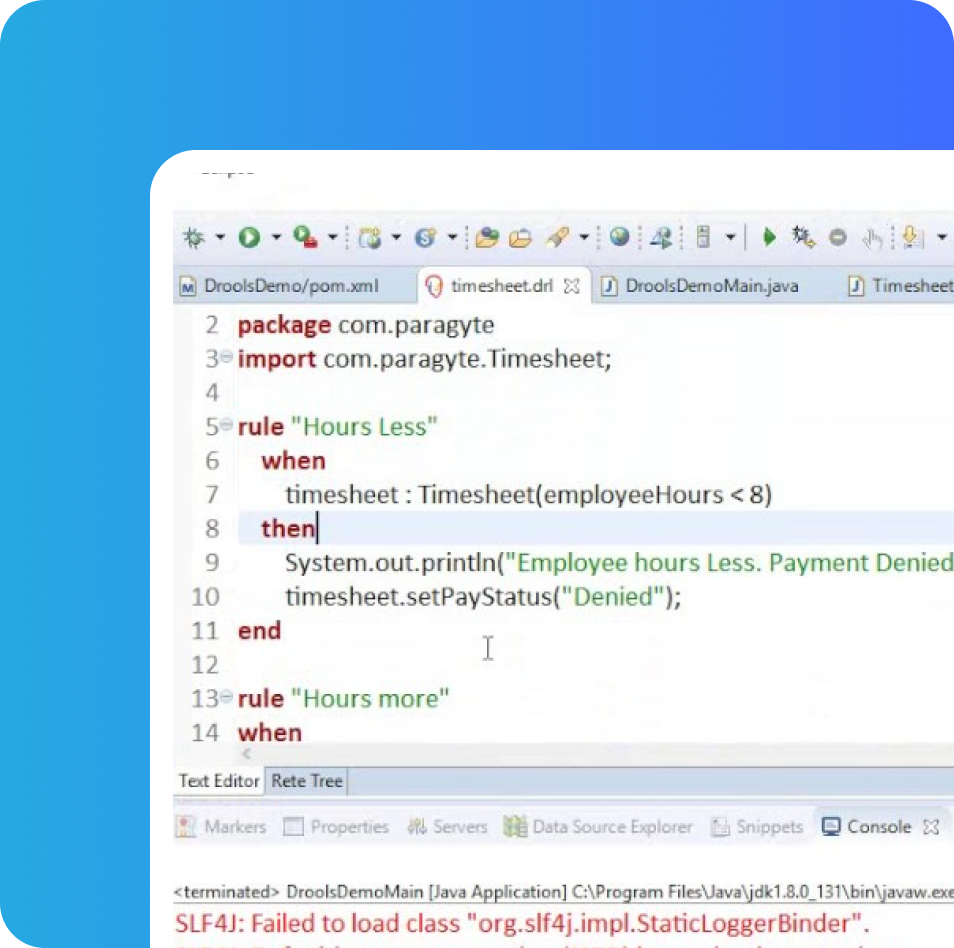 DroolsDemo/pom.xml timesheet.drl DroolsDemoMain.java Timesheet
2 package com.paragyte
3 import com.paragyte.Timesheet;
4
5 rule "Hours Less"
6 when
7 timesheet : Timesheet(employeeHours < 8)
8 then
9 System.out.println("Employee hours Less. Payment Denied
10 timesheet.setPayStatus("Denied");
11 end
12
13 rule "Hours more"
14 when
Text Editor Rete Tree
Markers Properties Servers Data Source Explorer Snippets Console
<terminated> DroolsDemoMain [Java Application] C:\Program Files\Java\jdk1.8.0_131\bin\javaw.exe
SLF4J: Failed to load class "org.slf4j.impl.StaticLoggerBinder".